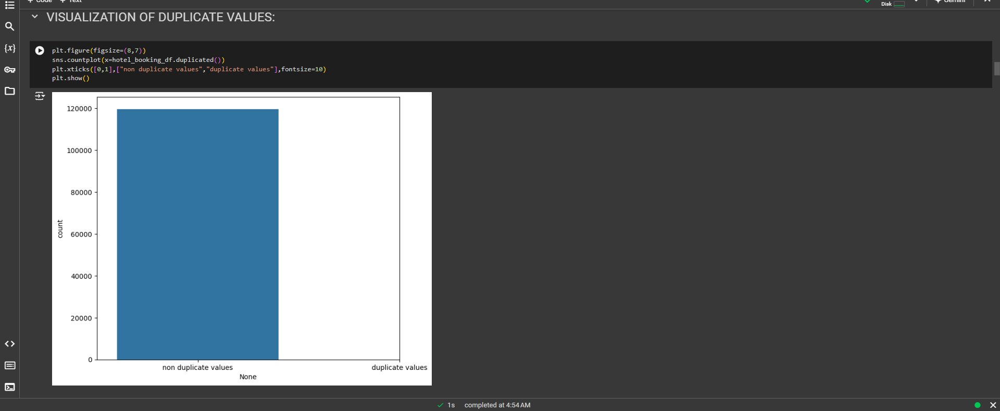 + Code + Text
Disk
Gemini
VISUALIZATION OF DUPLICATE VALUES:
{x}
plt.figure(figsize=(8,7))
sns.countplot(x=hotel_booking_df.duplicated())
plt.xticks([0,1],["non duplicate values","duplicate values"],fontsize=10)
plt.show()
120000
100000
80000
60000
40000
20000
0
count
non duplicate values
duplicate values
None
1s completed at 4:54 AM